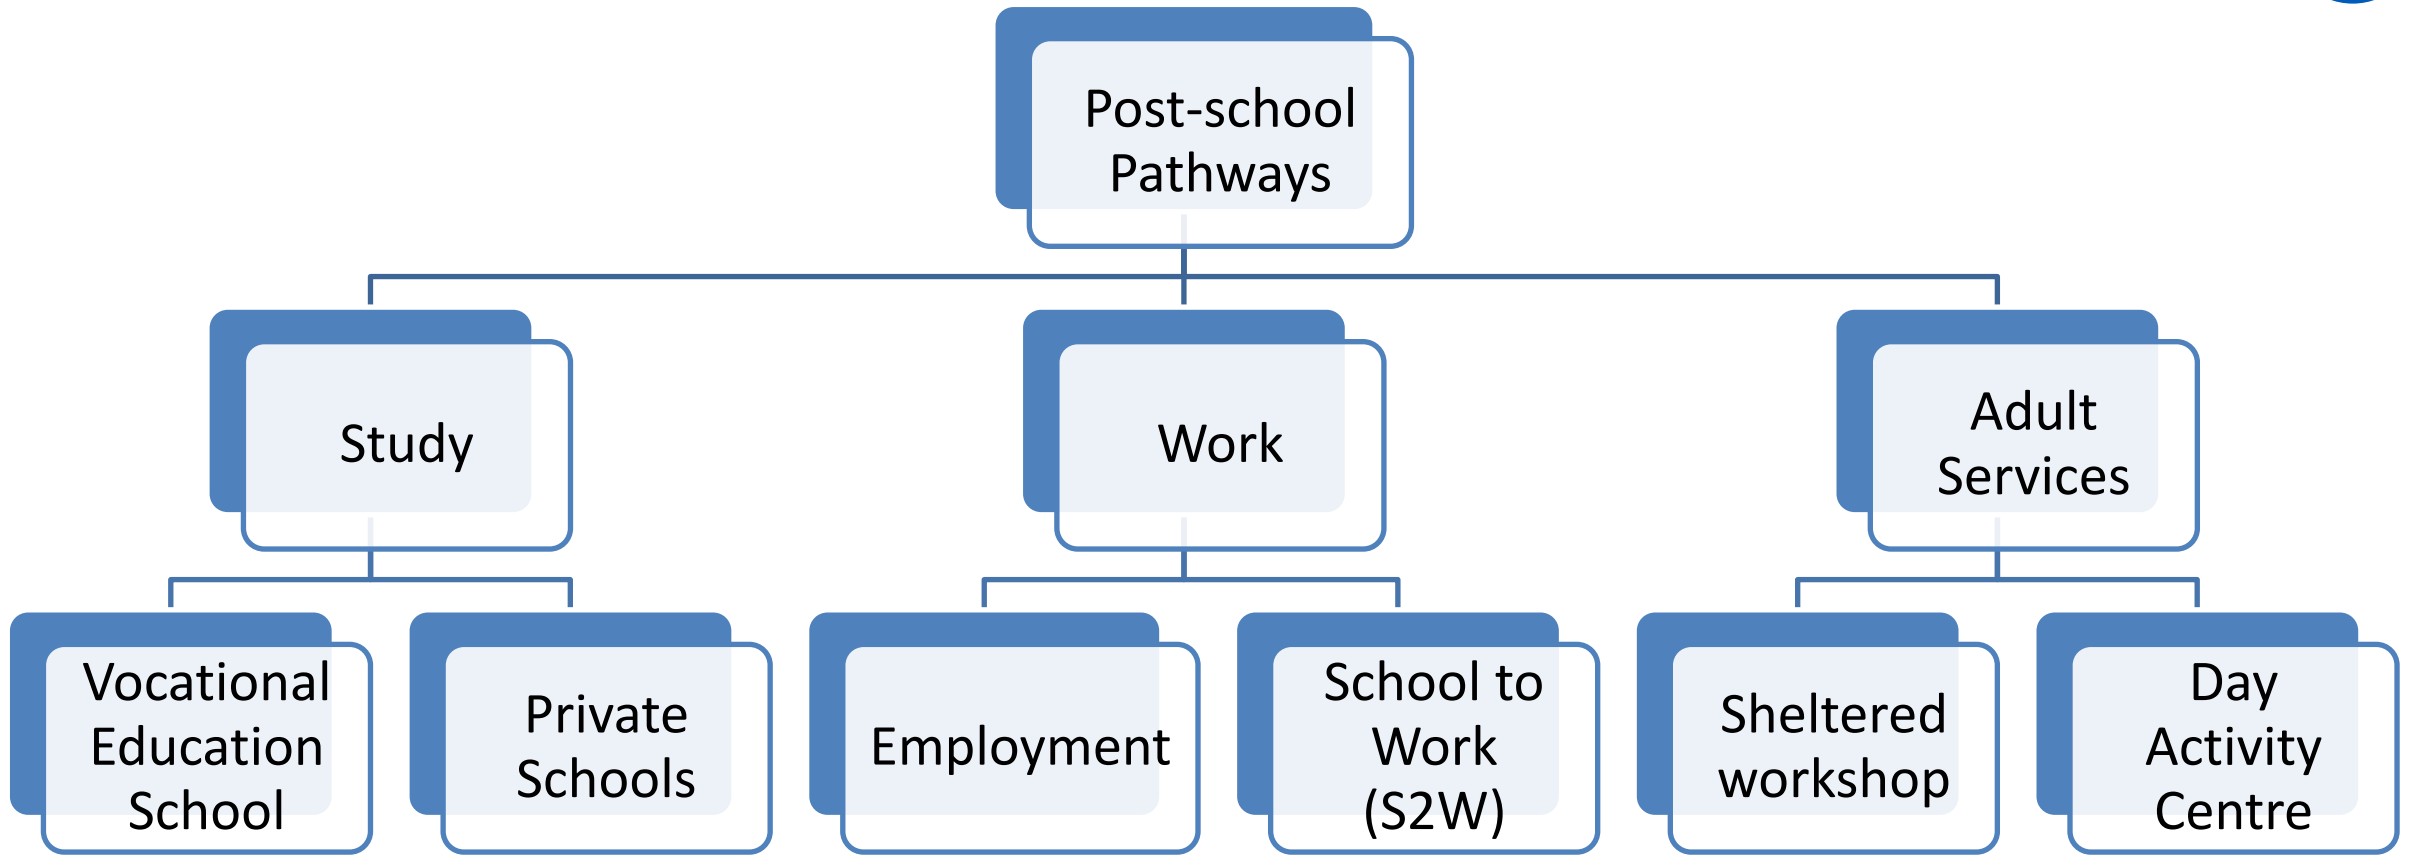 Post-school
Pathways
Study
Work
Adult
Services
Vocational
Education
School
Private
Schools
Employment
School to
Work
(S2W)
Sheltered
workshop
Day
Activity
Centre